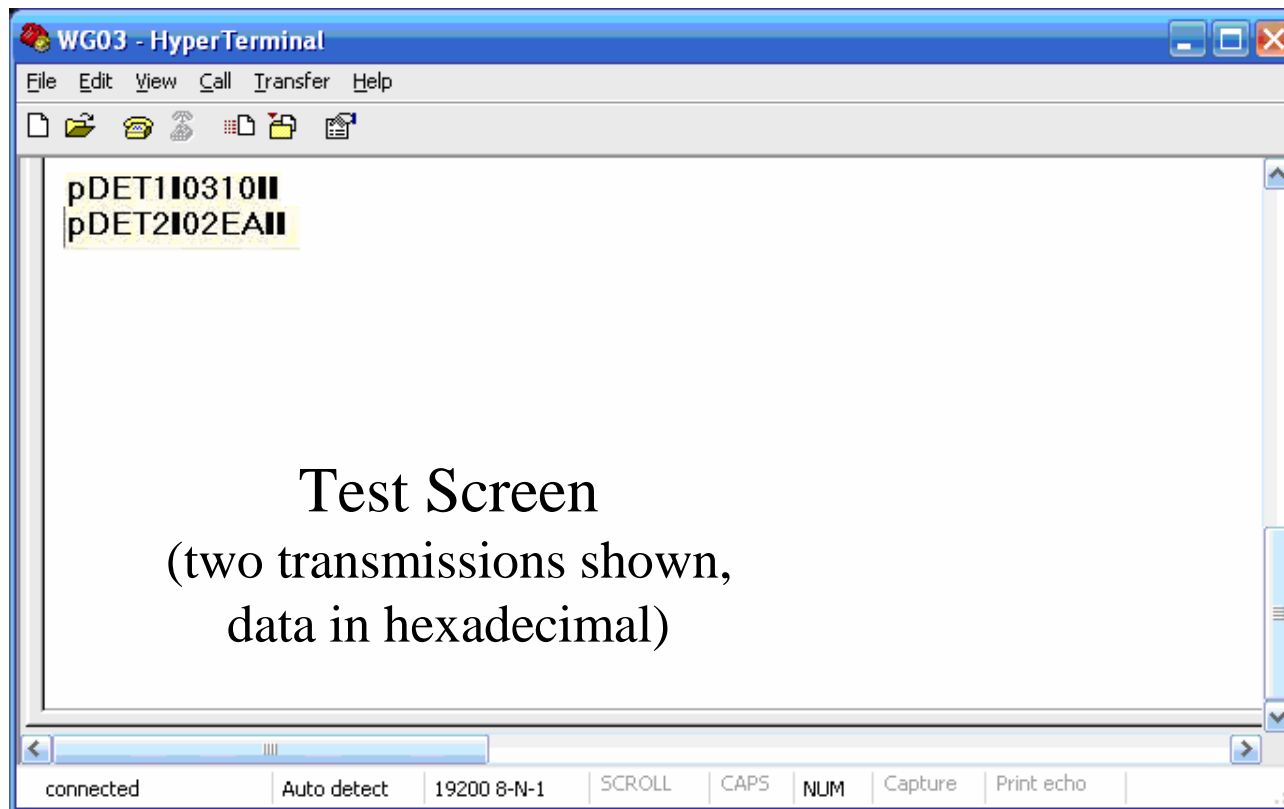 WG03 - HyperTerminal
File Edit View Call Transfer Help
pDET1▮0310▮▮
pDET2▮02EA▮▮
Test Screen
(two transmissions shown,
data in hexadecimal)
connected Auto detect 19200 8-N-1 SCROLL CAPS NUM Capture Print echo